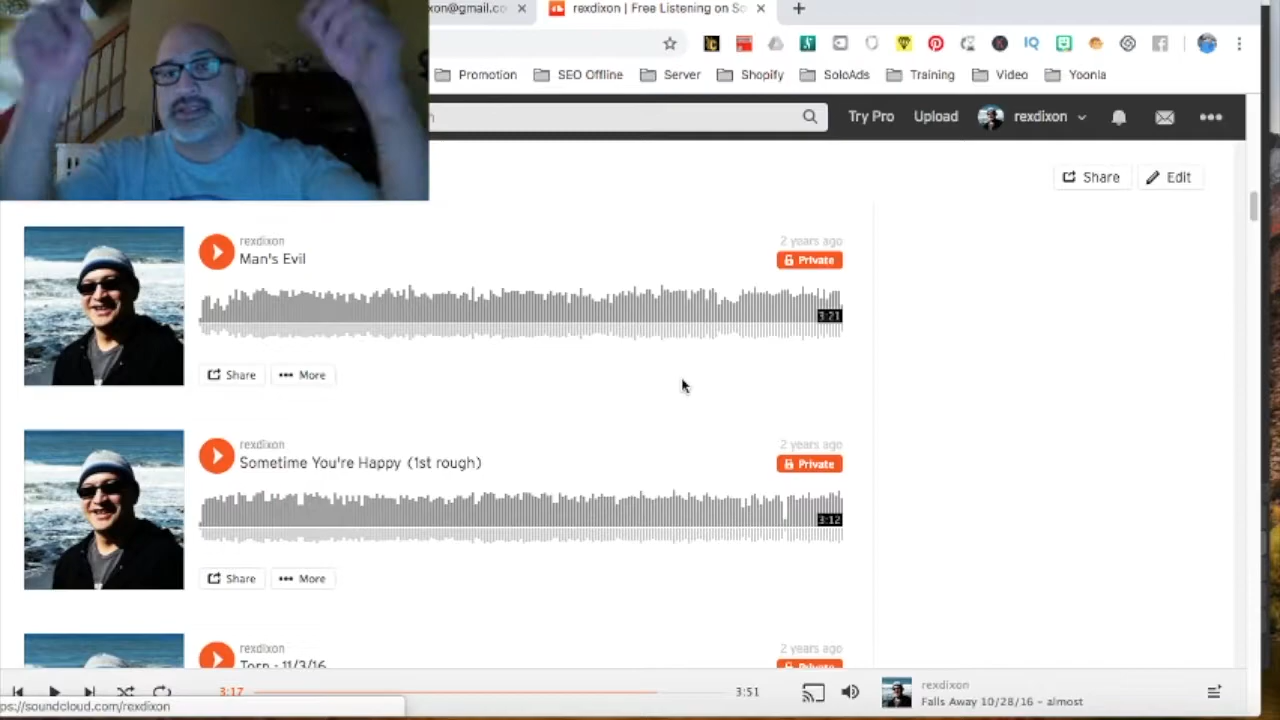 xon@gmail.co
rexdixon | Free Listening on So
Promotion
SEO Offline
Server
Shopify
SoloAds
Training
Video
Yoonla
IQ
h
Try Pro
Upload
rexdixon
Share
Edit
rexdixon
2 years ago
Man's Evil
Private
3:21
Share
More
rexdixon
2 years ago
Sometime You're Happy (1st rough)
Private
3:12
Share
More
rexdixon
2 years ago
Torn - 11/3/16
Private
3:17
3:51
rexdixon
Falls Away 10/28/16 - almost
ps://soundcloud.com/rexdixon